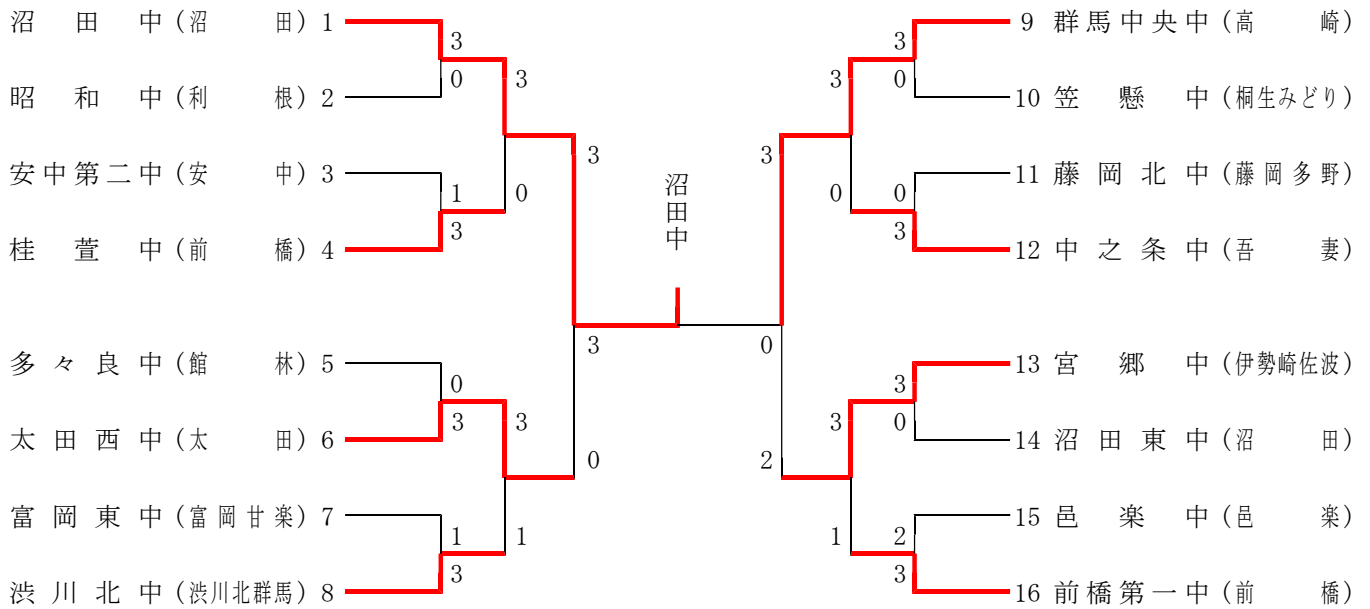 沼田中(沼田) 1
昭和中(利根) 2
安中第二中(安中) 3
桂萱中(前橋) 4
多々良中(館林) 5
太田西中(太田) 6
富岡東中(富岡甘楽) 7
渋川北中(渋川北群馬) 8
3
0
3
1
3
0
3
0
3
3
1
3
1
0
3
沼田中
0
3
2
3
0
3
1
3
0
0
3
3
0
2
3
9 群馬中央中(高崎)
10 笠懸中(桐生みどり)
11 藤岡北中(藤岡多野)
12 中之条中(吾妻)
13 宮郷中(伊勢崎佐波)
14 沼田東中(沼田)
15 邑楽中(邑楽)
16 前橋第一中(前橋)